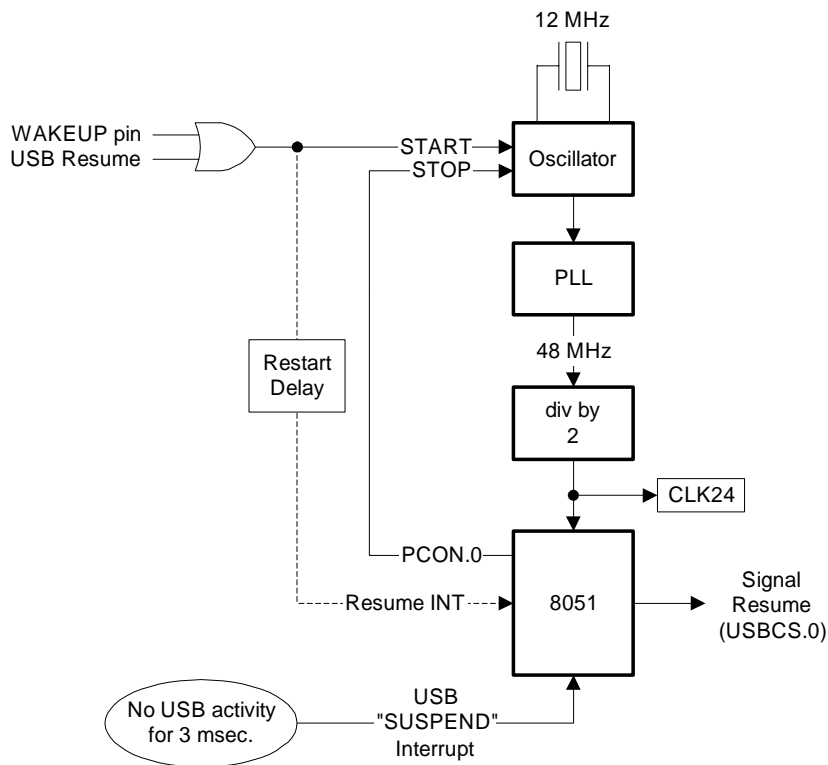 12 MHz
WAKEUP pin
USB Resume
START
STOP
Oscillator
PLL
48 MHz
Restart
Delay
div by
2
CLK24
PCON.0
Resume INT
8051
Signal
Resume
(USBCS.0)
No USB activity
for 3 msec.
USB
"SUSPEND"
Interrupt